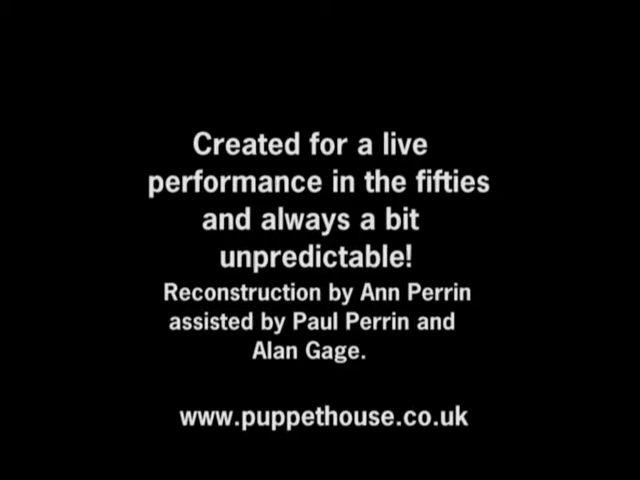 Created for a live
performance in the fifties
and always a bit
unpredictable!
Reconstruction by Ann Perrin
assisted by Paul Perrin and
Alan Gage.
www.puppethouse.co.uk